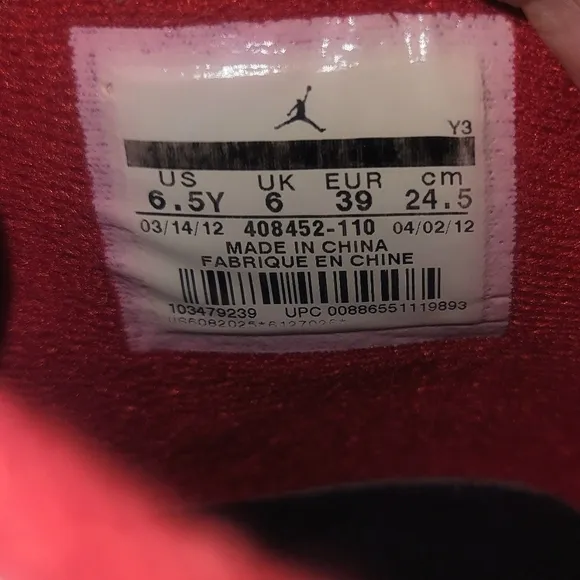 Y3
US UK EUR cm
6.5Y 6 39 24.5
03/14/12 408452-110 04/02/12
MADE IN CHINA
FABRIQUE EN CHINE
103479239 UPC 00886551119893